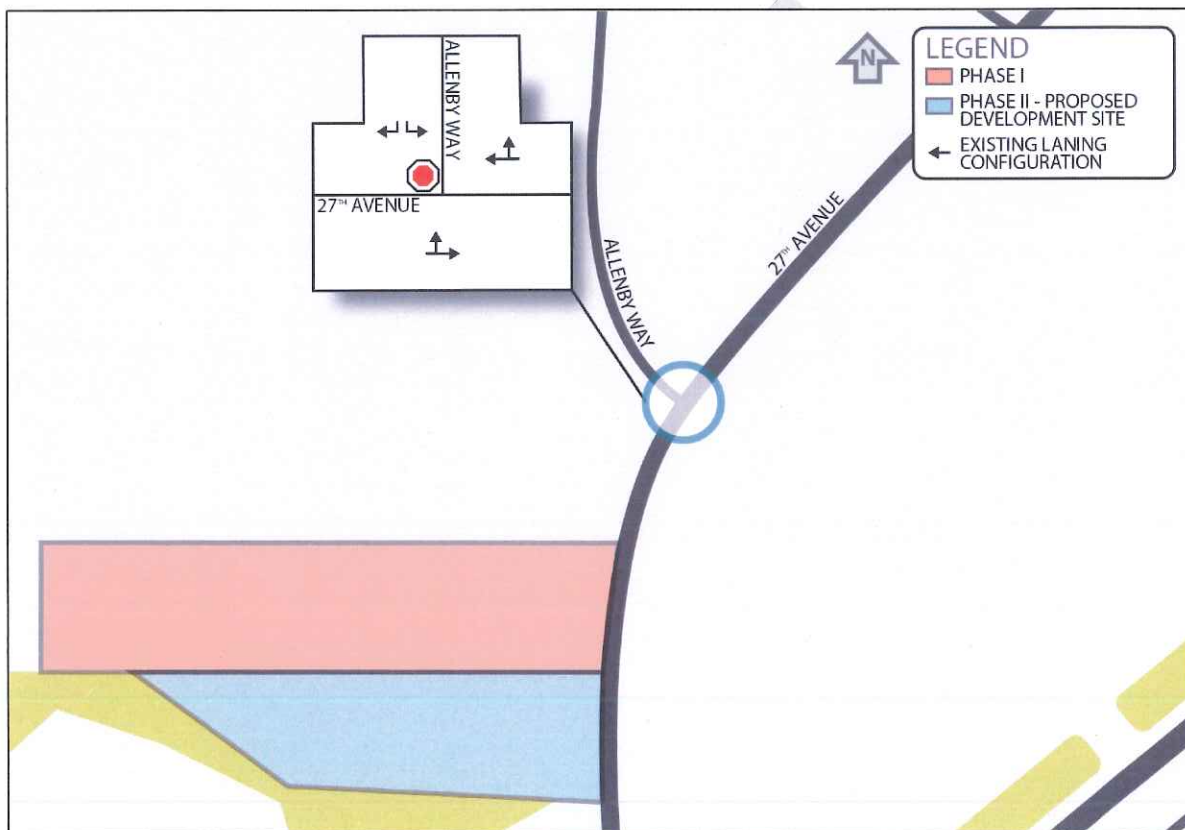 ALLENBY WAY
27TH AVENUE
N
LEGEND
PHASE I
PHASE II - PROPOSED
DEVELOPMENT SITE
EXISTING LANING
CONFIGURATION
ALLENBY WAY
27TH AVENUE